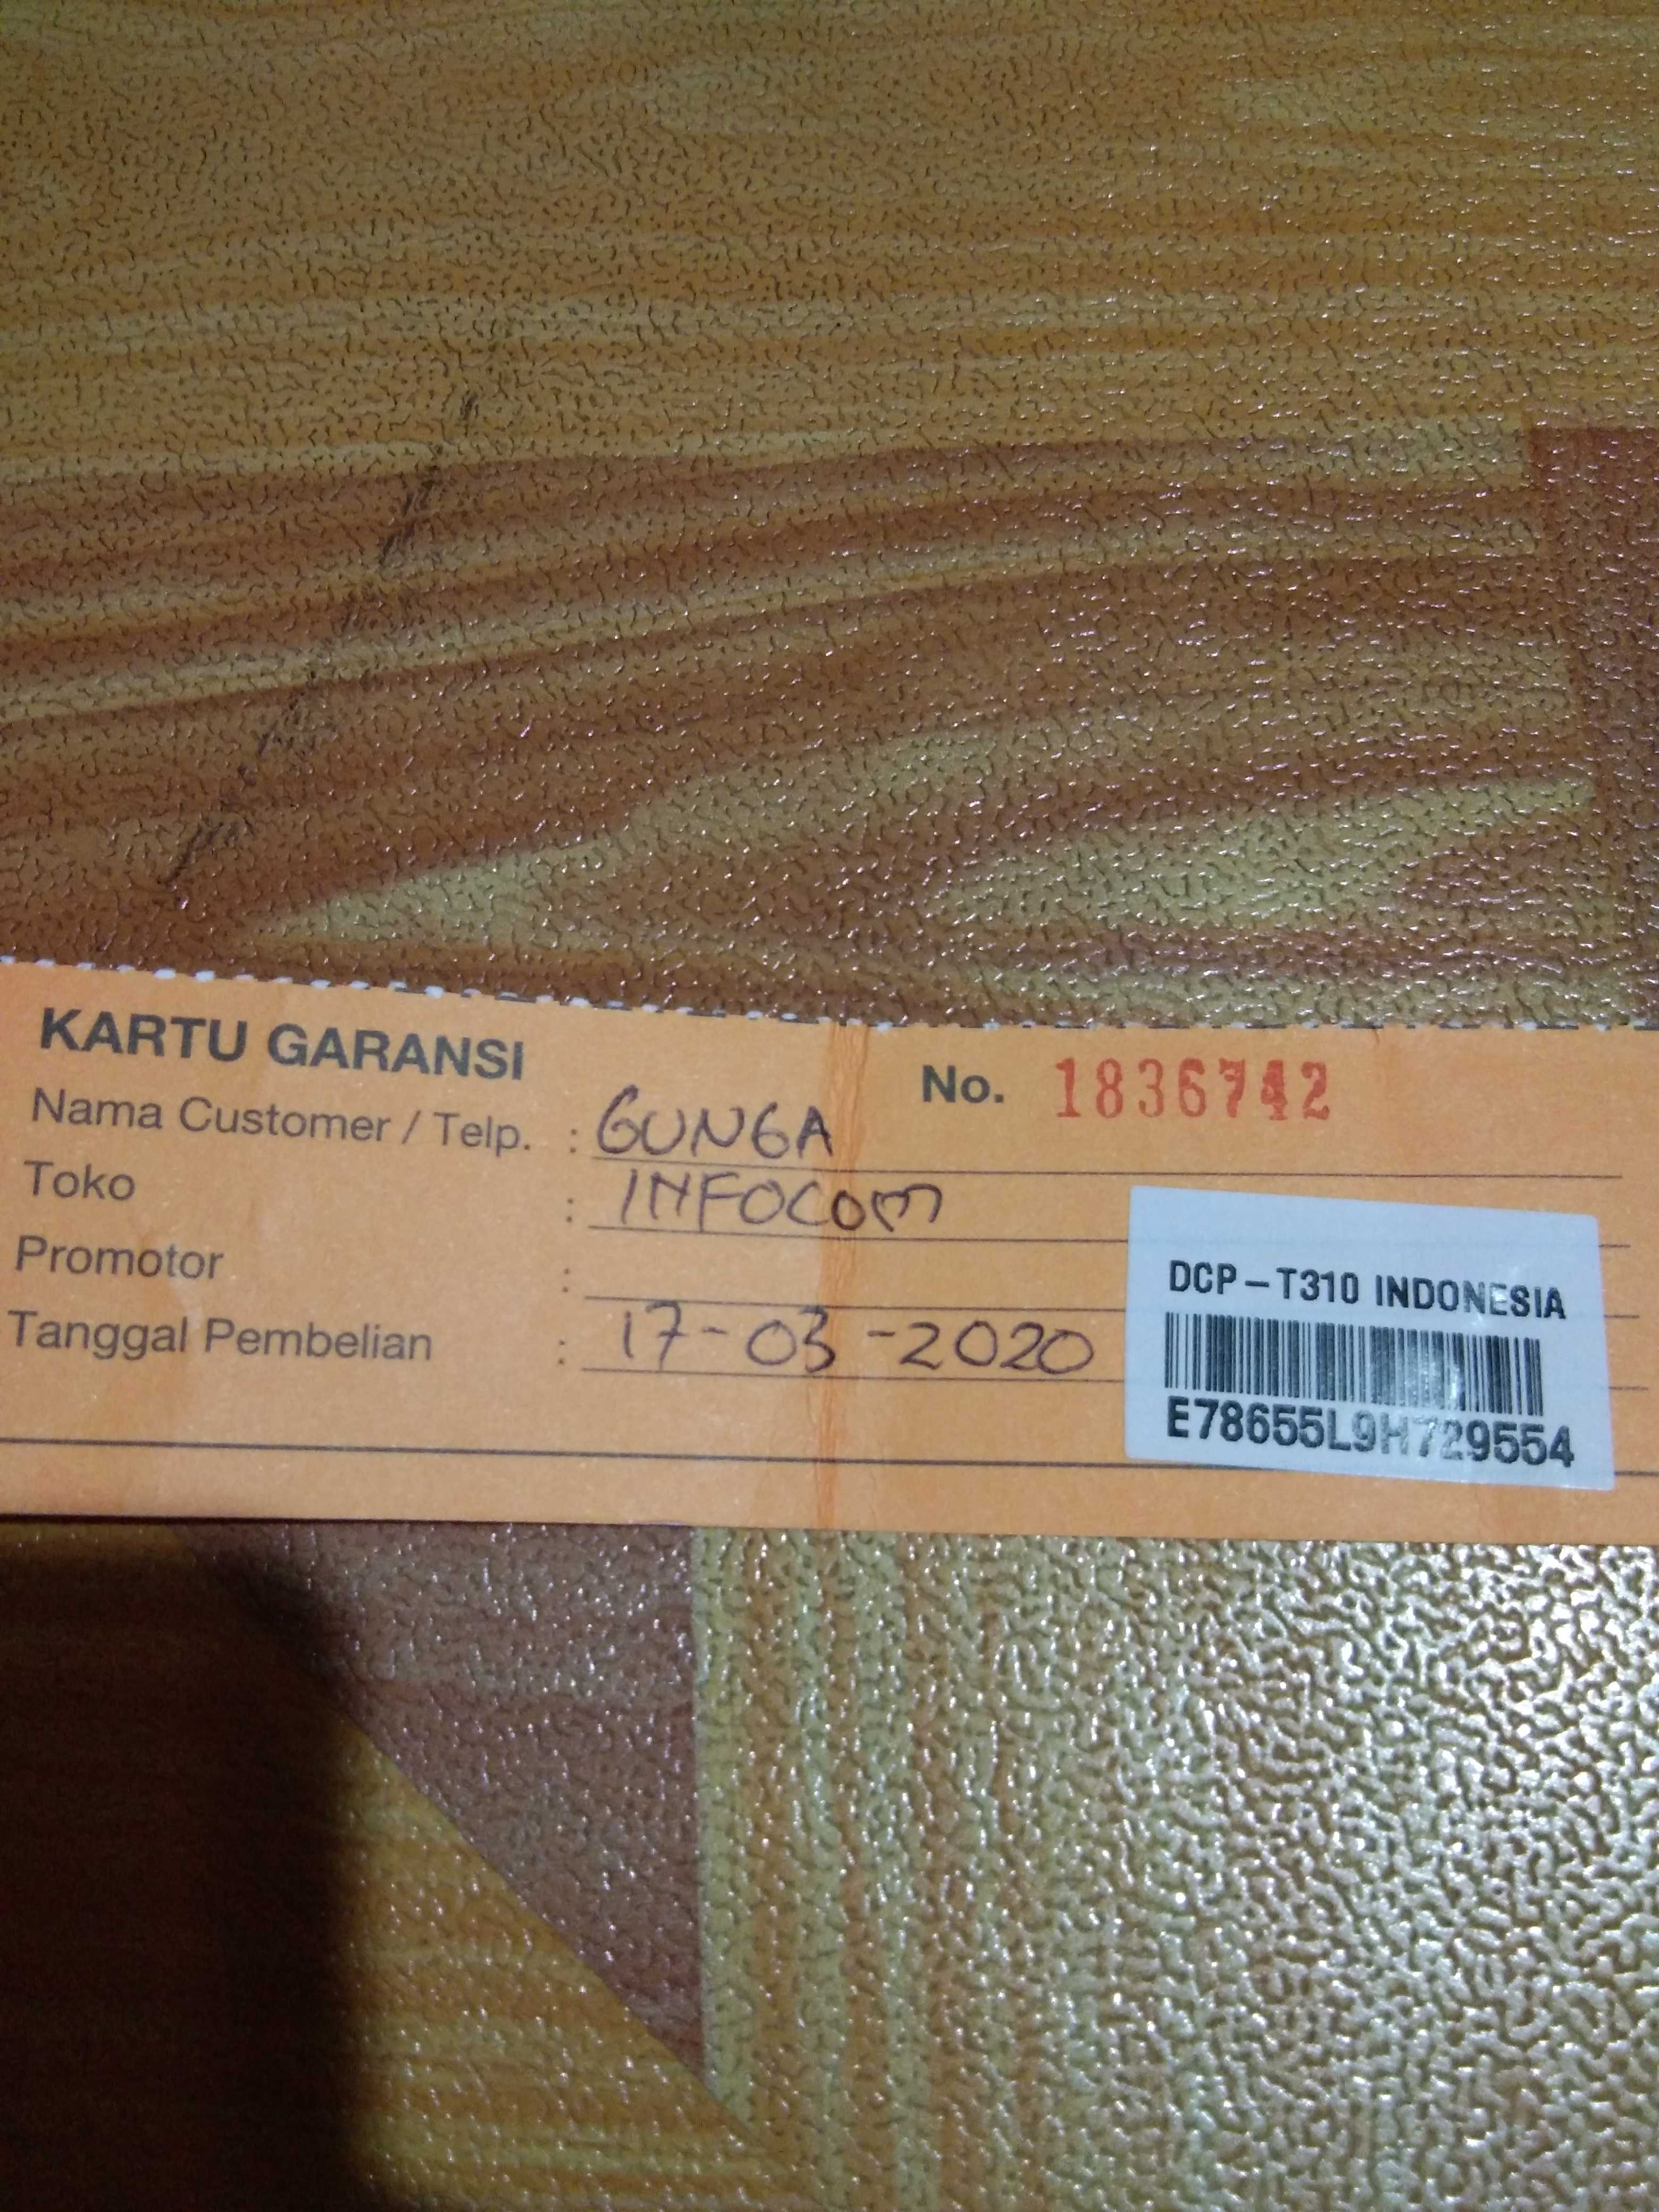 KARTU GARANSI
No. 1836742
Nama Customer / Telp. : GUNGA
Toko : INFOCOM
Promotor :
Tanggal Pembelian : 17-03-2020
DCP-T310 INDONESIA
E78655L9H729554